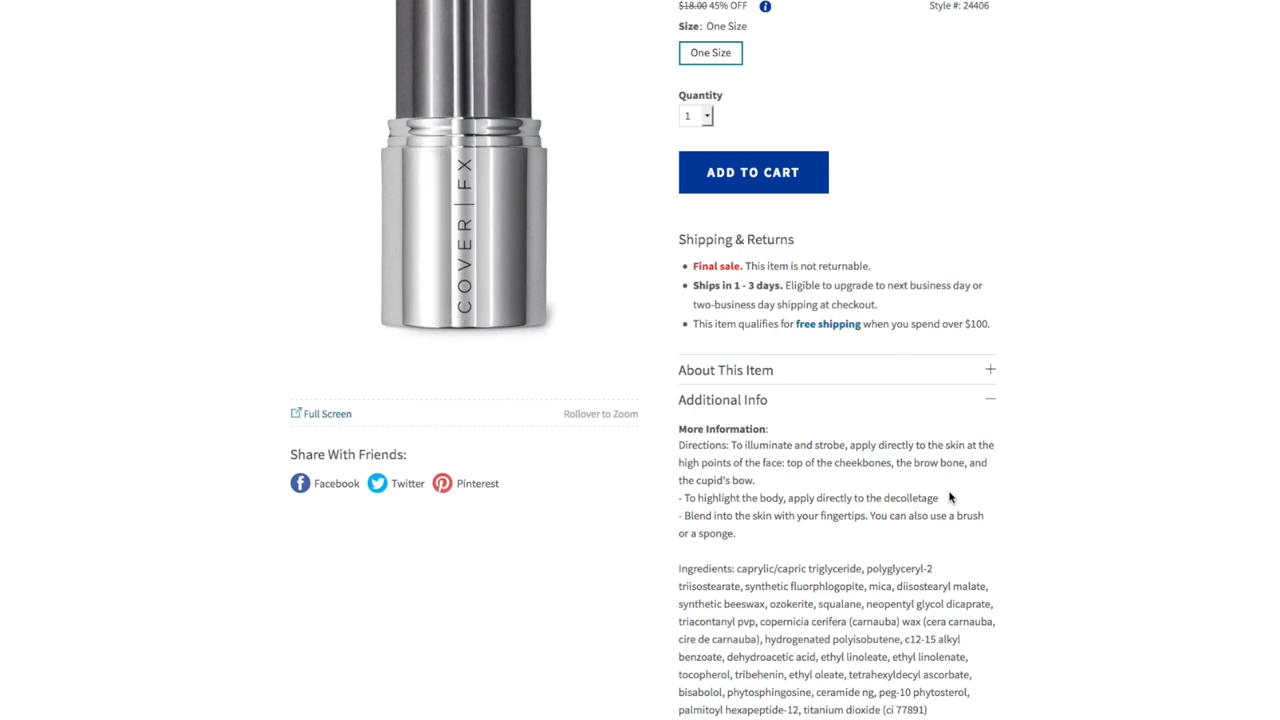 COVER | FX
Full Screen
Rollover to Zoom
Share With Friends:
Facebook
Twitter
Pinterest
$18.00 45% OFF
Style #: 24406
Size: One Size
One Size
Quantity
1
ADD TO CART
Shipping & Returns
• Final sale. This item is not returnable.
• Ships in 1 - 3 days. Eligible to upgrade to next business day or
two-business day shipping at checkout.
• This item qualifies for free shipping when you spend over $100.
About This Item
Additional Info
More Information:
Directions: To illuminate and strobe, apply directly to the skin at the
high points of the face: top of the cheekbones, the brow bone, and
the cupid's bow.
- To highlight the body, apply directly to the decolletage
- Blend into the skin with your fingertips. You can also use a brush
or a sponge.
Ingredients: caprylic/capric triglyceride, polyglyceryl-2
triisostearate, synthetic fluorphlogopite, mica, diisostearyl malate,
synthetic beeswax, ozokerite, squalane, neopentyl glycol dicaprate,
triacontanyl pvp, copernicia cerifera (carnauba) wax (cera carnauba,
cire de carnauba), hydrogenated polyisobutene, c12-15 alkyl
benzoate, dehydroacetic acid, ethyl linoleate, ethyl linolenate,
tocopherol, tribehenin, ethyl oleate, tetrahexyldecyl ascorbate,
bisabolol, phytosphingosine, ceramide ng, peg-10 phytosterol,
palmitoyl hexapeptide-12, titanium dioxide (ci 77891)